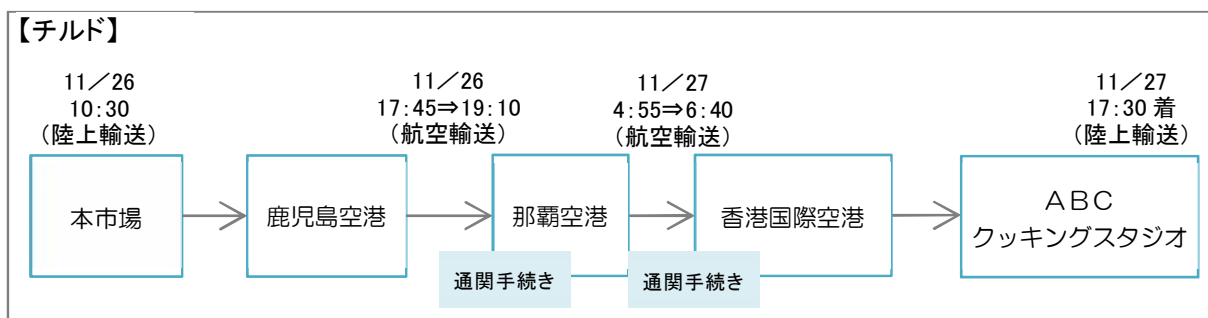 【チルド】
11／26
10：30
（陸上輸送）
11／26
17：45⇒19：10
（航空輸送）
11／27
4：55⇒6：40
（航空輸送）
11／27
17：30 着
（陸上輸送）
本市場
鹿児島空港
那覇空港
香港国際空港
ＡＢＣ
クッキングスタジオ
通関手続き
通関手続き